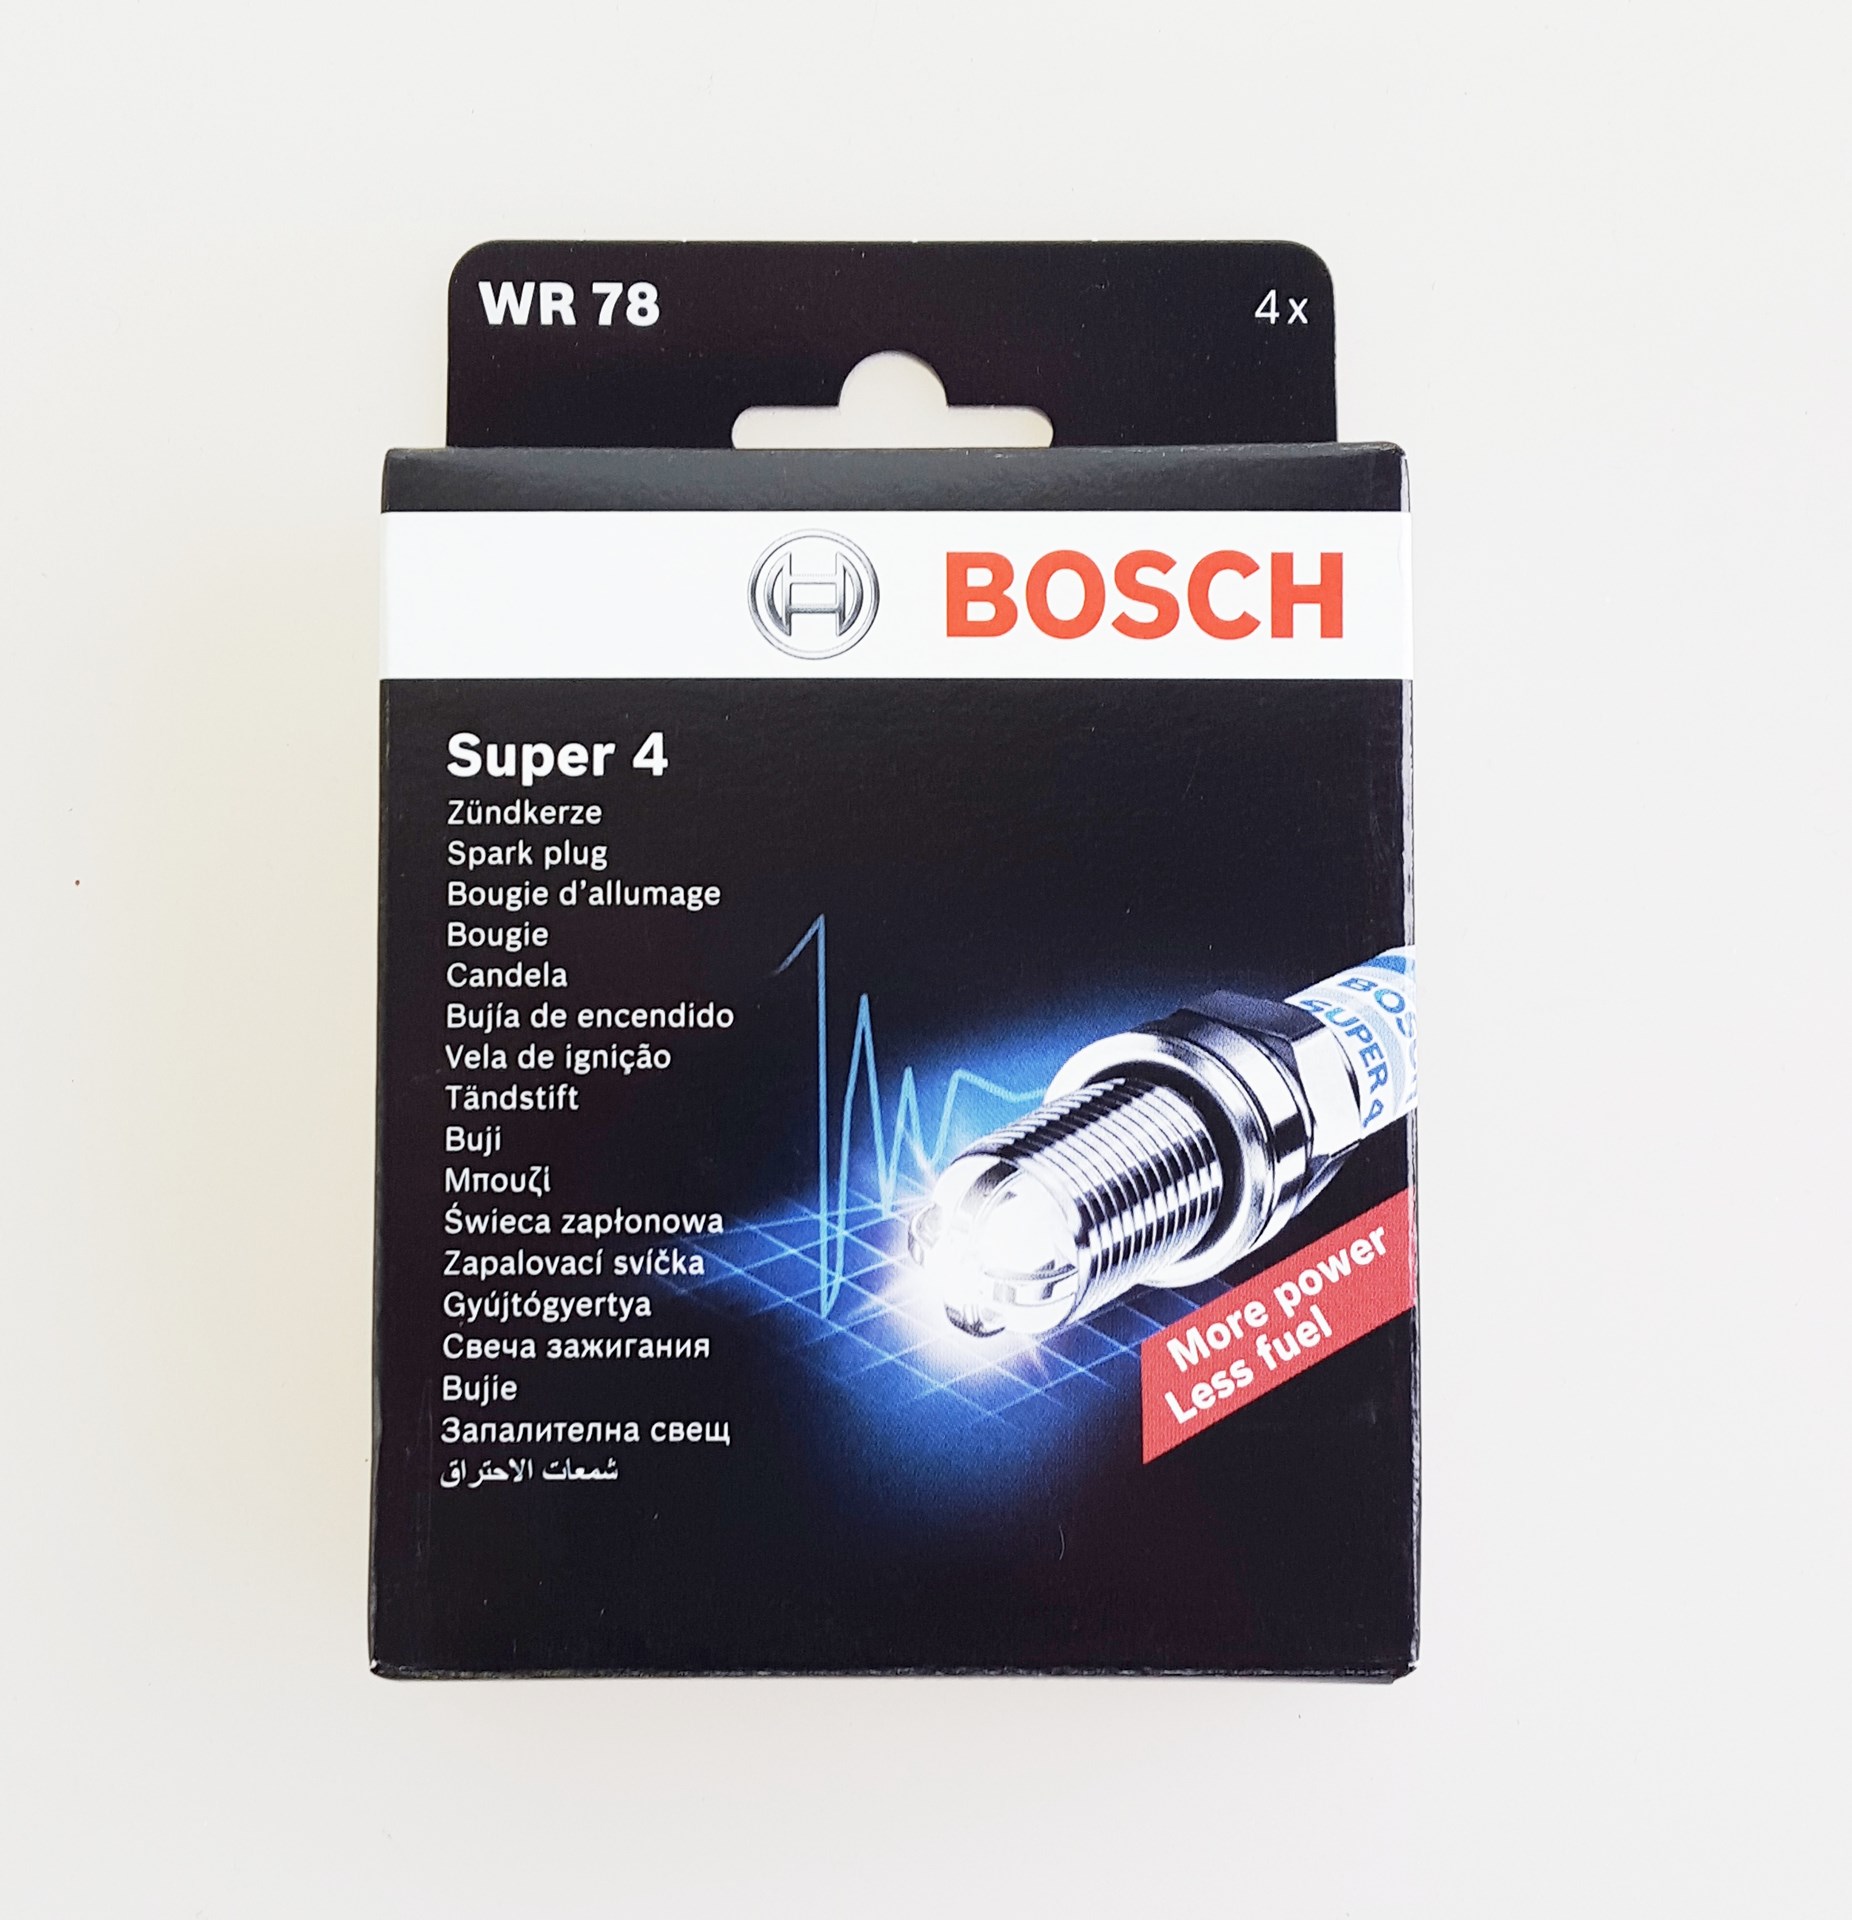 WR 78
4x
BOSCH
Super 4
Zündkerze
Spark plug
Bougie d'allumage
Bougie
Candela
Bujía de encendido
Vela de ignição
Tändstift
Buji
Μπουζί
Świeca zapłonowa
Zapalovací svíčka
Gyújtógyertya
Свеча зажигания
Bujie
Запалителна свещ
شمعات الاحتراق
SUPER 4
More power
Less fuel